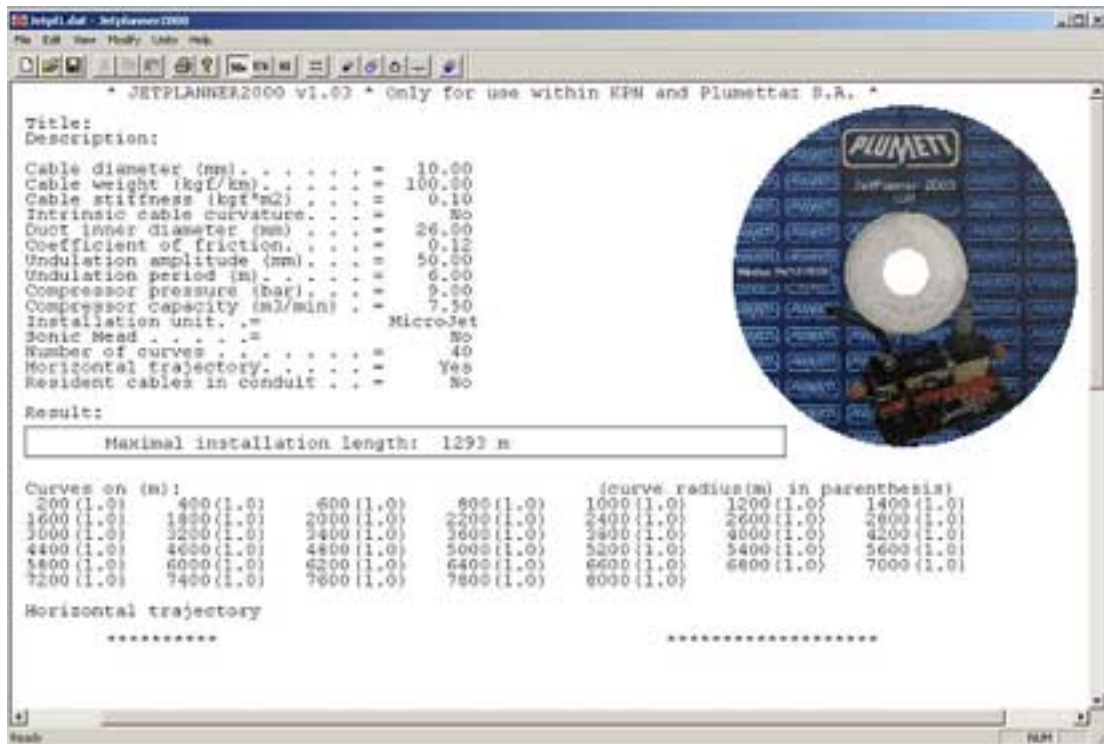 Jetpl1.dat - Jetplanner2000
File Edit View Modify Units Help
* JETPLANNER2000 v1.03 * Only for use within KPN and Plumettaz S.A. *
Title:
Description:
Cable diameter (mm). . . . . . = 10.00
Cable weight (kgf/km). . . . . = 100.00
Cable stiffness (kgf*m2) . . . = 0.10
Intrinsic cable curvature. . . = No
Duct inner diameter (mm) . . . = 26.00
Coefficient of friction. . . . = 0.12
Undulation amplitude (mm). . . = 50.00
Undulation period (m). . . . . = 6.00
Compressor pressure (bar). . . = 9.00
Compressor capacity (m3/min) . = 7.50
Installation unit. .= MicroJet
Sonic Head . . . . .= No
Number of curves . . . . . . . = 40
Horizontal trajectory. . . . . = Yes
Resident cables in conduit . . = No
Result:
Maximal installation length: 1293 m
Curves on (m): (curve radius(m) in parenthesis)
200(1.0) 400(1.0) 600(1.0) 800(1.0) 1000(1.0) 1200(1.0) 1400(1.0)
1600(1.0) 1800(1.0) 2000(1.0) 2200(1.0) 2400(1.0) 2600(1.0) 2800(1.0)
3000(1.0) 3200(1.0) 3400(1.0) 3600(1.0) 3800(1.0) 4000(1.0) 4200(1.0)
4400(1.0) 4600(1.0) 4800(1.0) 5000(1.0) 5200(1.0) 5400(1.0) 5600(1.0)
5800(1.0) 6000(1.0) 6200(1.0) 6400(1.0) 6600(1.0) 6800(1.0) 7000(1.0)
7200(1.0) 7400(1.0) 7600(1.0) 7800(1.0) 8000(1.0)
Horizontal trajectory
********** *******************
PLUMETT
Ready NUM